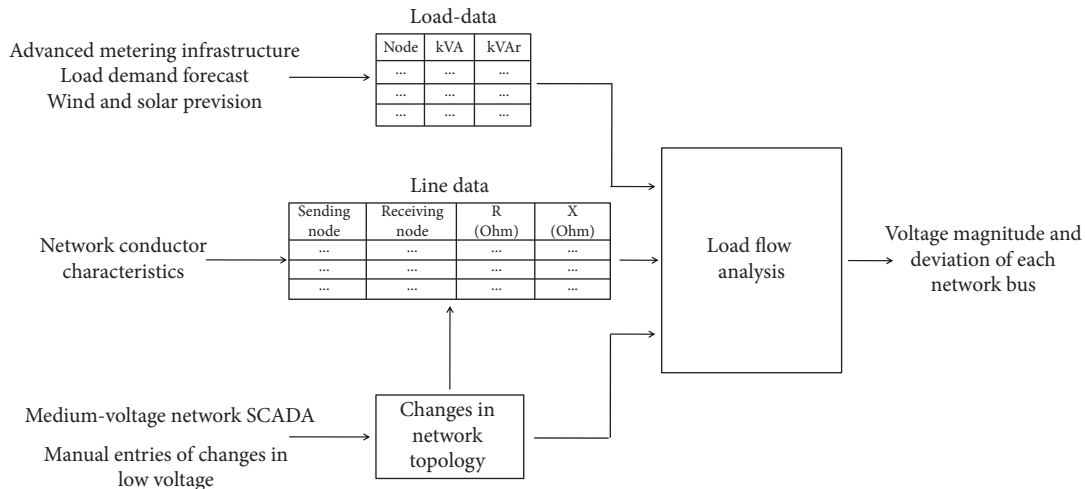 Load-data
Advanced metering infrastructure
Load demand forecast
Wind and solar prevision
Node kVA kVAr
... ... ...
... ... ...
... ... ...
Line data
Network conductor
characteristics
Sending
node
Receiving
node
R
(Ohm)
X
(Ohm)
... ... ... ...
... ... ... ...
... ... ... ...
Medium-voltage network SCADA
Manual entries of changes in
low voltage
Changes in
network
topology
Load flow
analysis
Voltage magnitude and
deviation of each
network bus